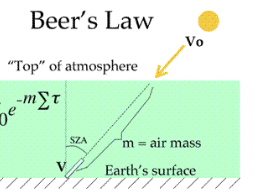 Beer's Law
Vo
"Top" of atmosphere
e^-m∑τ
SZA
m = air mass
V
Earth's surface